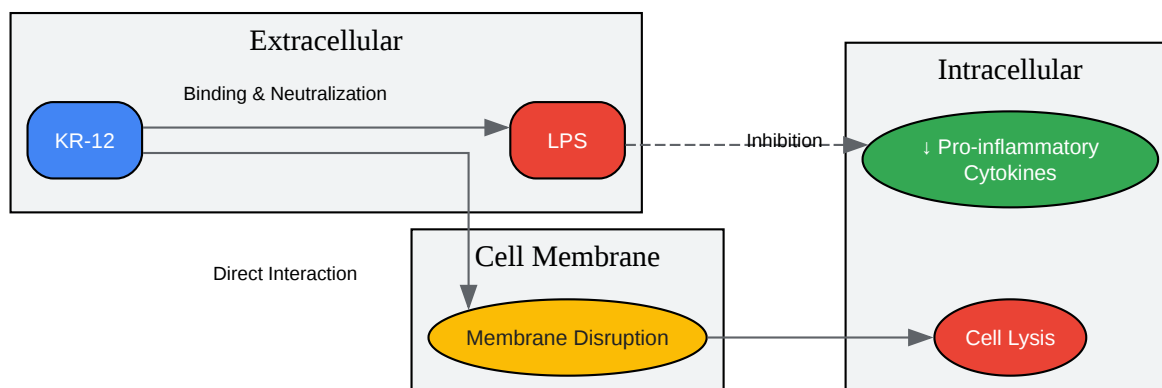 Extracellular
Binding & Neutralization
KR-12
LPS
Direct Interaction
Cell Membrane
Membrane Disruption
Inhibition
Intracellular
↓ Pro-inflammatory
Cytokines
Cell Lysis